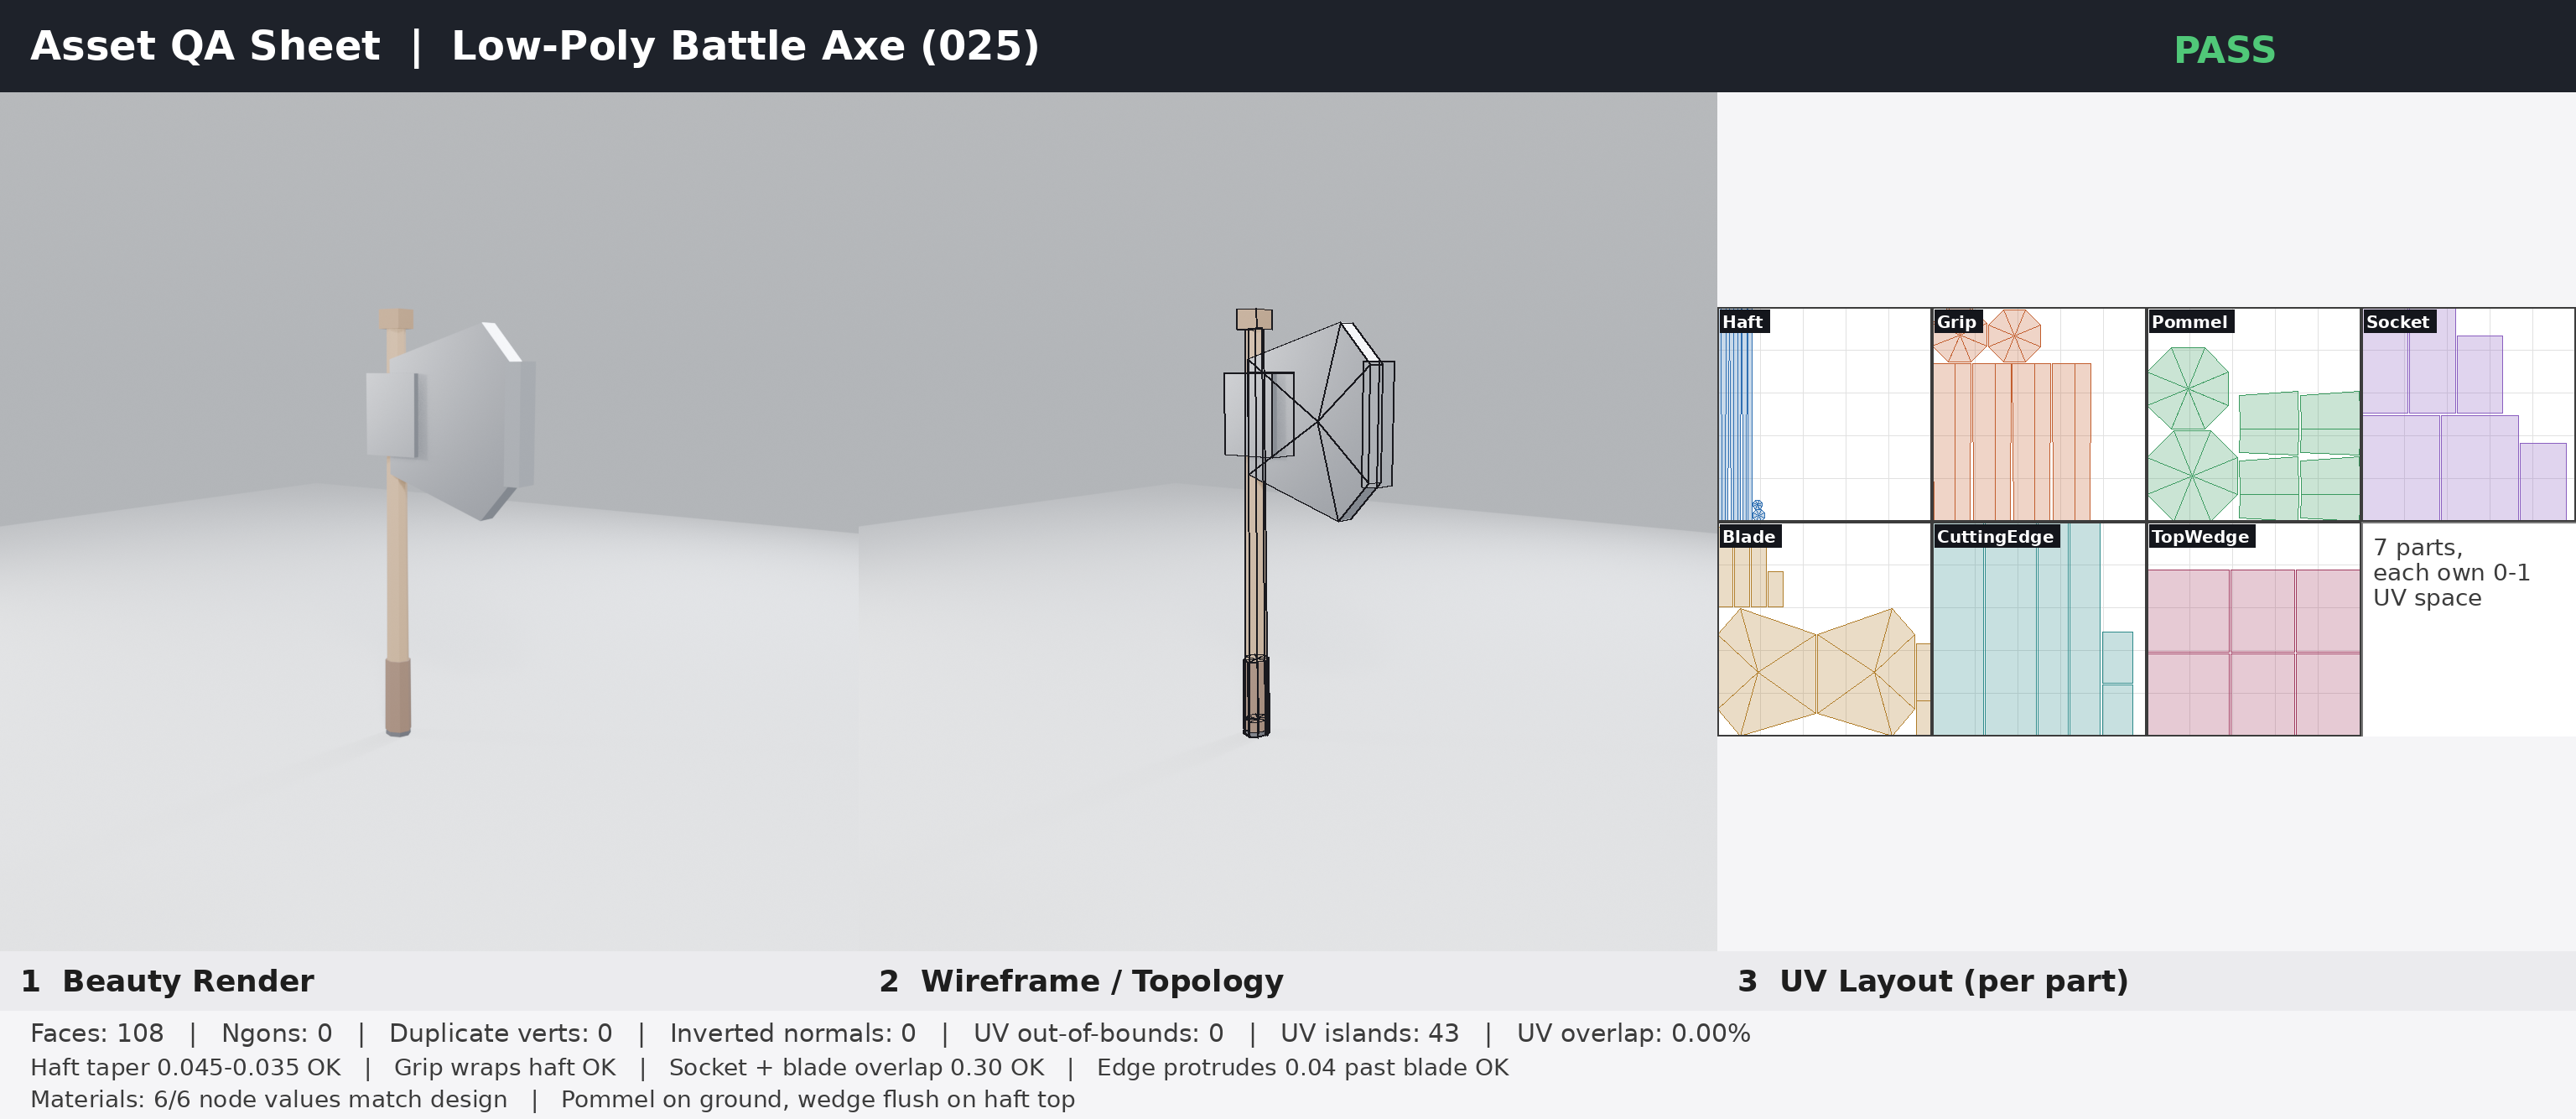 Asset QA Sheet | Low-Poly Battle Axe (025)
PASS
Haft
Grip
Pommel
Socket
Blade
CuttingEdge
TopWedge
7 parts,
each own 0-1
UV space
1 Beauty Render
2 Wireframe / Topology
3 UV Layout (per part)
Faces: 108 | Ngons: 0 | Duplicate verts: 0 | Inverted normals: 0 | UV out-of-bounds: 0 | UV islands: 43 | UV overlap: 0.00%
Haft taper 0.045-0.035 OK | Grip wraps haft OK | Socket + blade overlap 0.30 OK | Edge protrudes 0.04 past blade OK
Materials: 6/6 node values match design | Pommel on ground, wedge flush on haft top